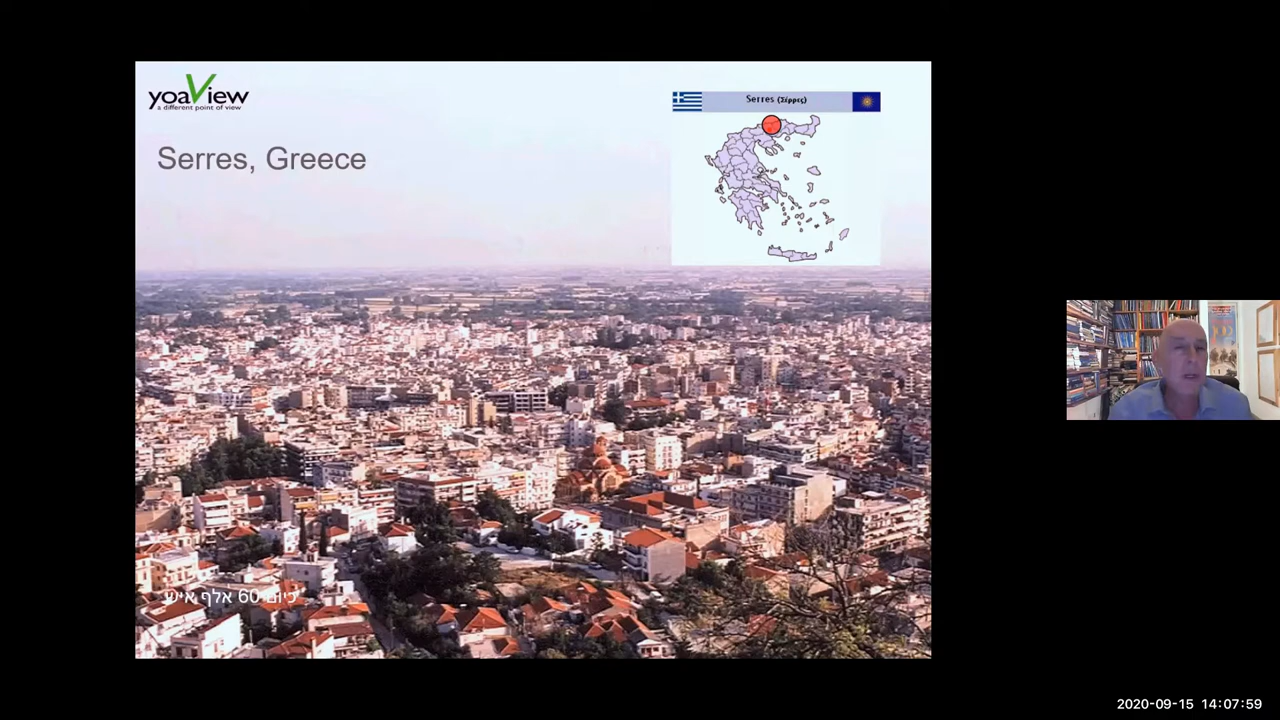 yoaView
a different point of view
Serres (Σέρρες)
Serres, Greece
כיום 60 אלף איש
2020-09-15 14:07:59